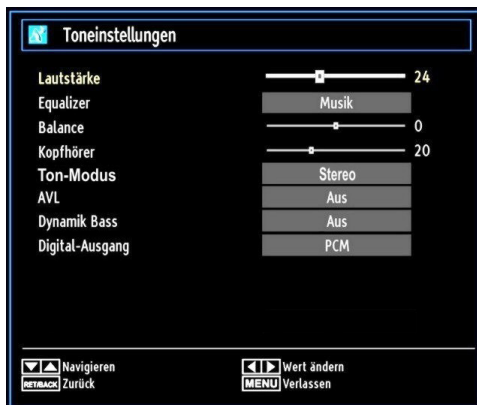 Toneinstellungen
Lautstärke 24
Equalizer Musik
Balance 0
Kopfhörer 20
Ton-Modus Stereo
AVL Aus
Dynamik Bass Aus
Digital-Ausgang PCM
Navigieren Wert ändern
RET/BACK Zurück MENU Verlassen